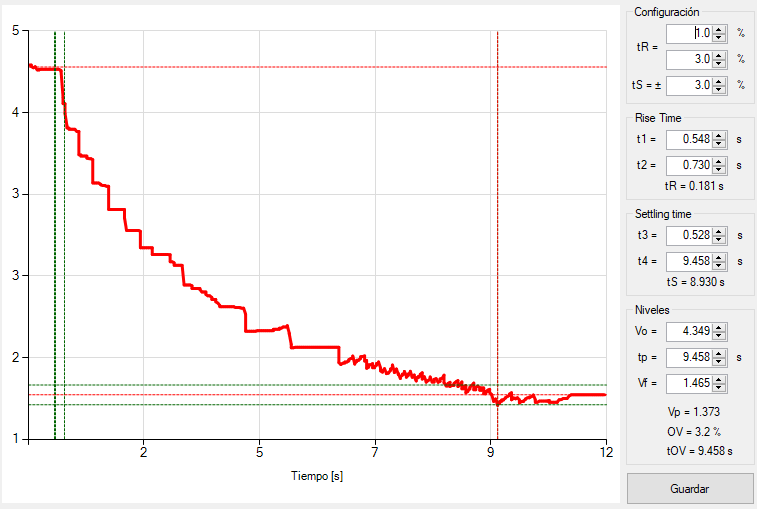 5
4
3
3
2
1
2
5
7
9
12
Tiempo [s]
Configuración
tR =
1.0
%
3.0
%
tS = ±
3.0
%
Rise Time
t1 =
0.548
s
t2 =
0.730
s
tR = 0.181 s
Settling time
t3 =
0.528
s
t4 =
9.458
s
tS = 8.930 s
Niveles
Vo =
4.349
tp =
9.458
s
Vf =
1.465
Vp = 1.373
OV = 3.2 %
tOV = 9.458 s
Guardar